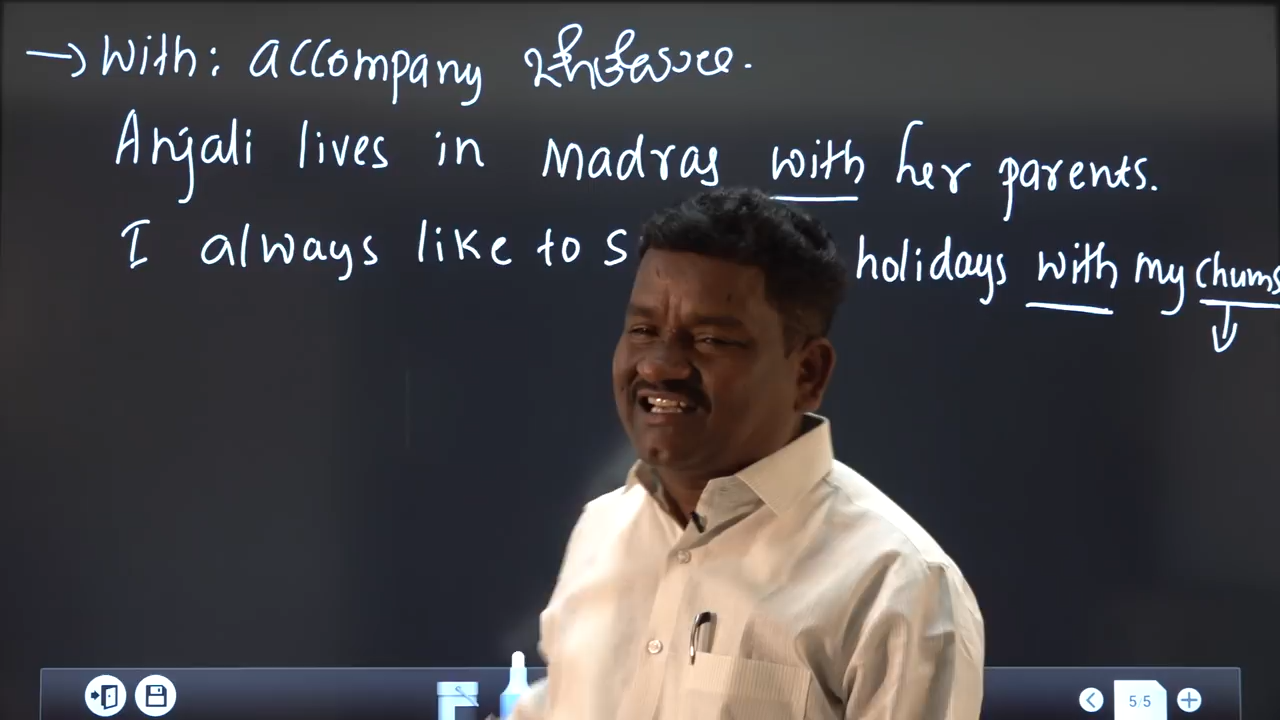 → With: accompany
Anjali lives in Madras with her parents.
I always like to s holidays with my chums
55